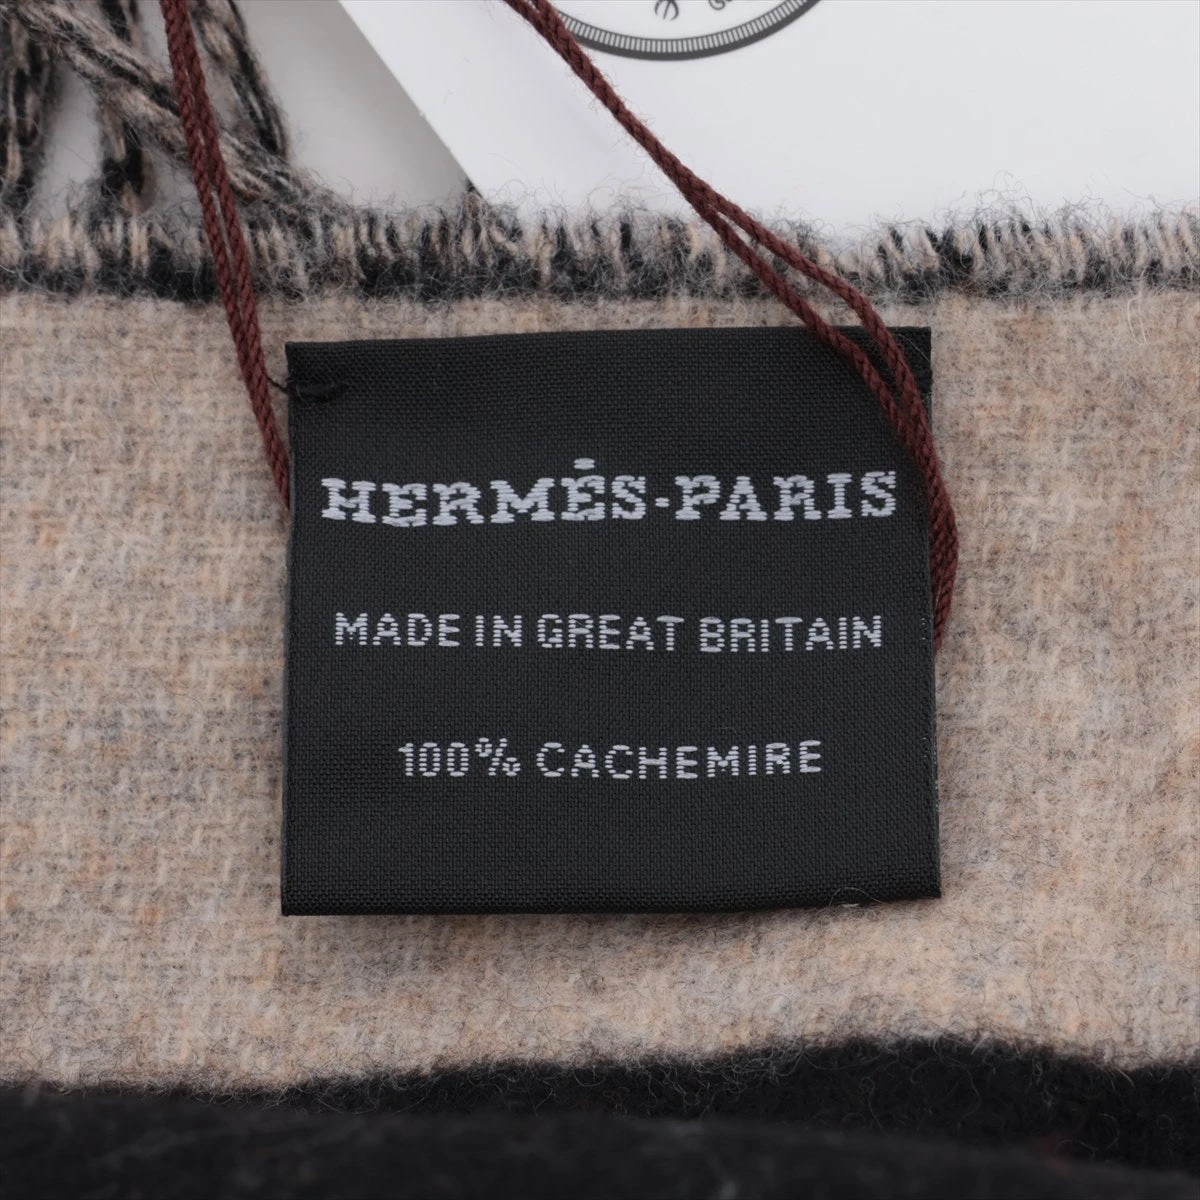 HERMÈS-PARIS
MADE IN GREAT BRITAIN
100% CACHEMIRE